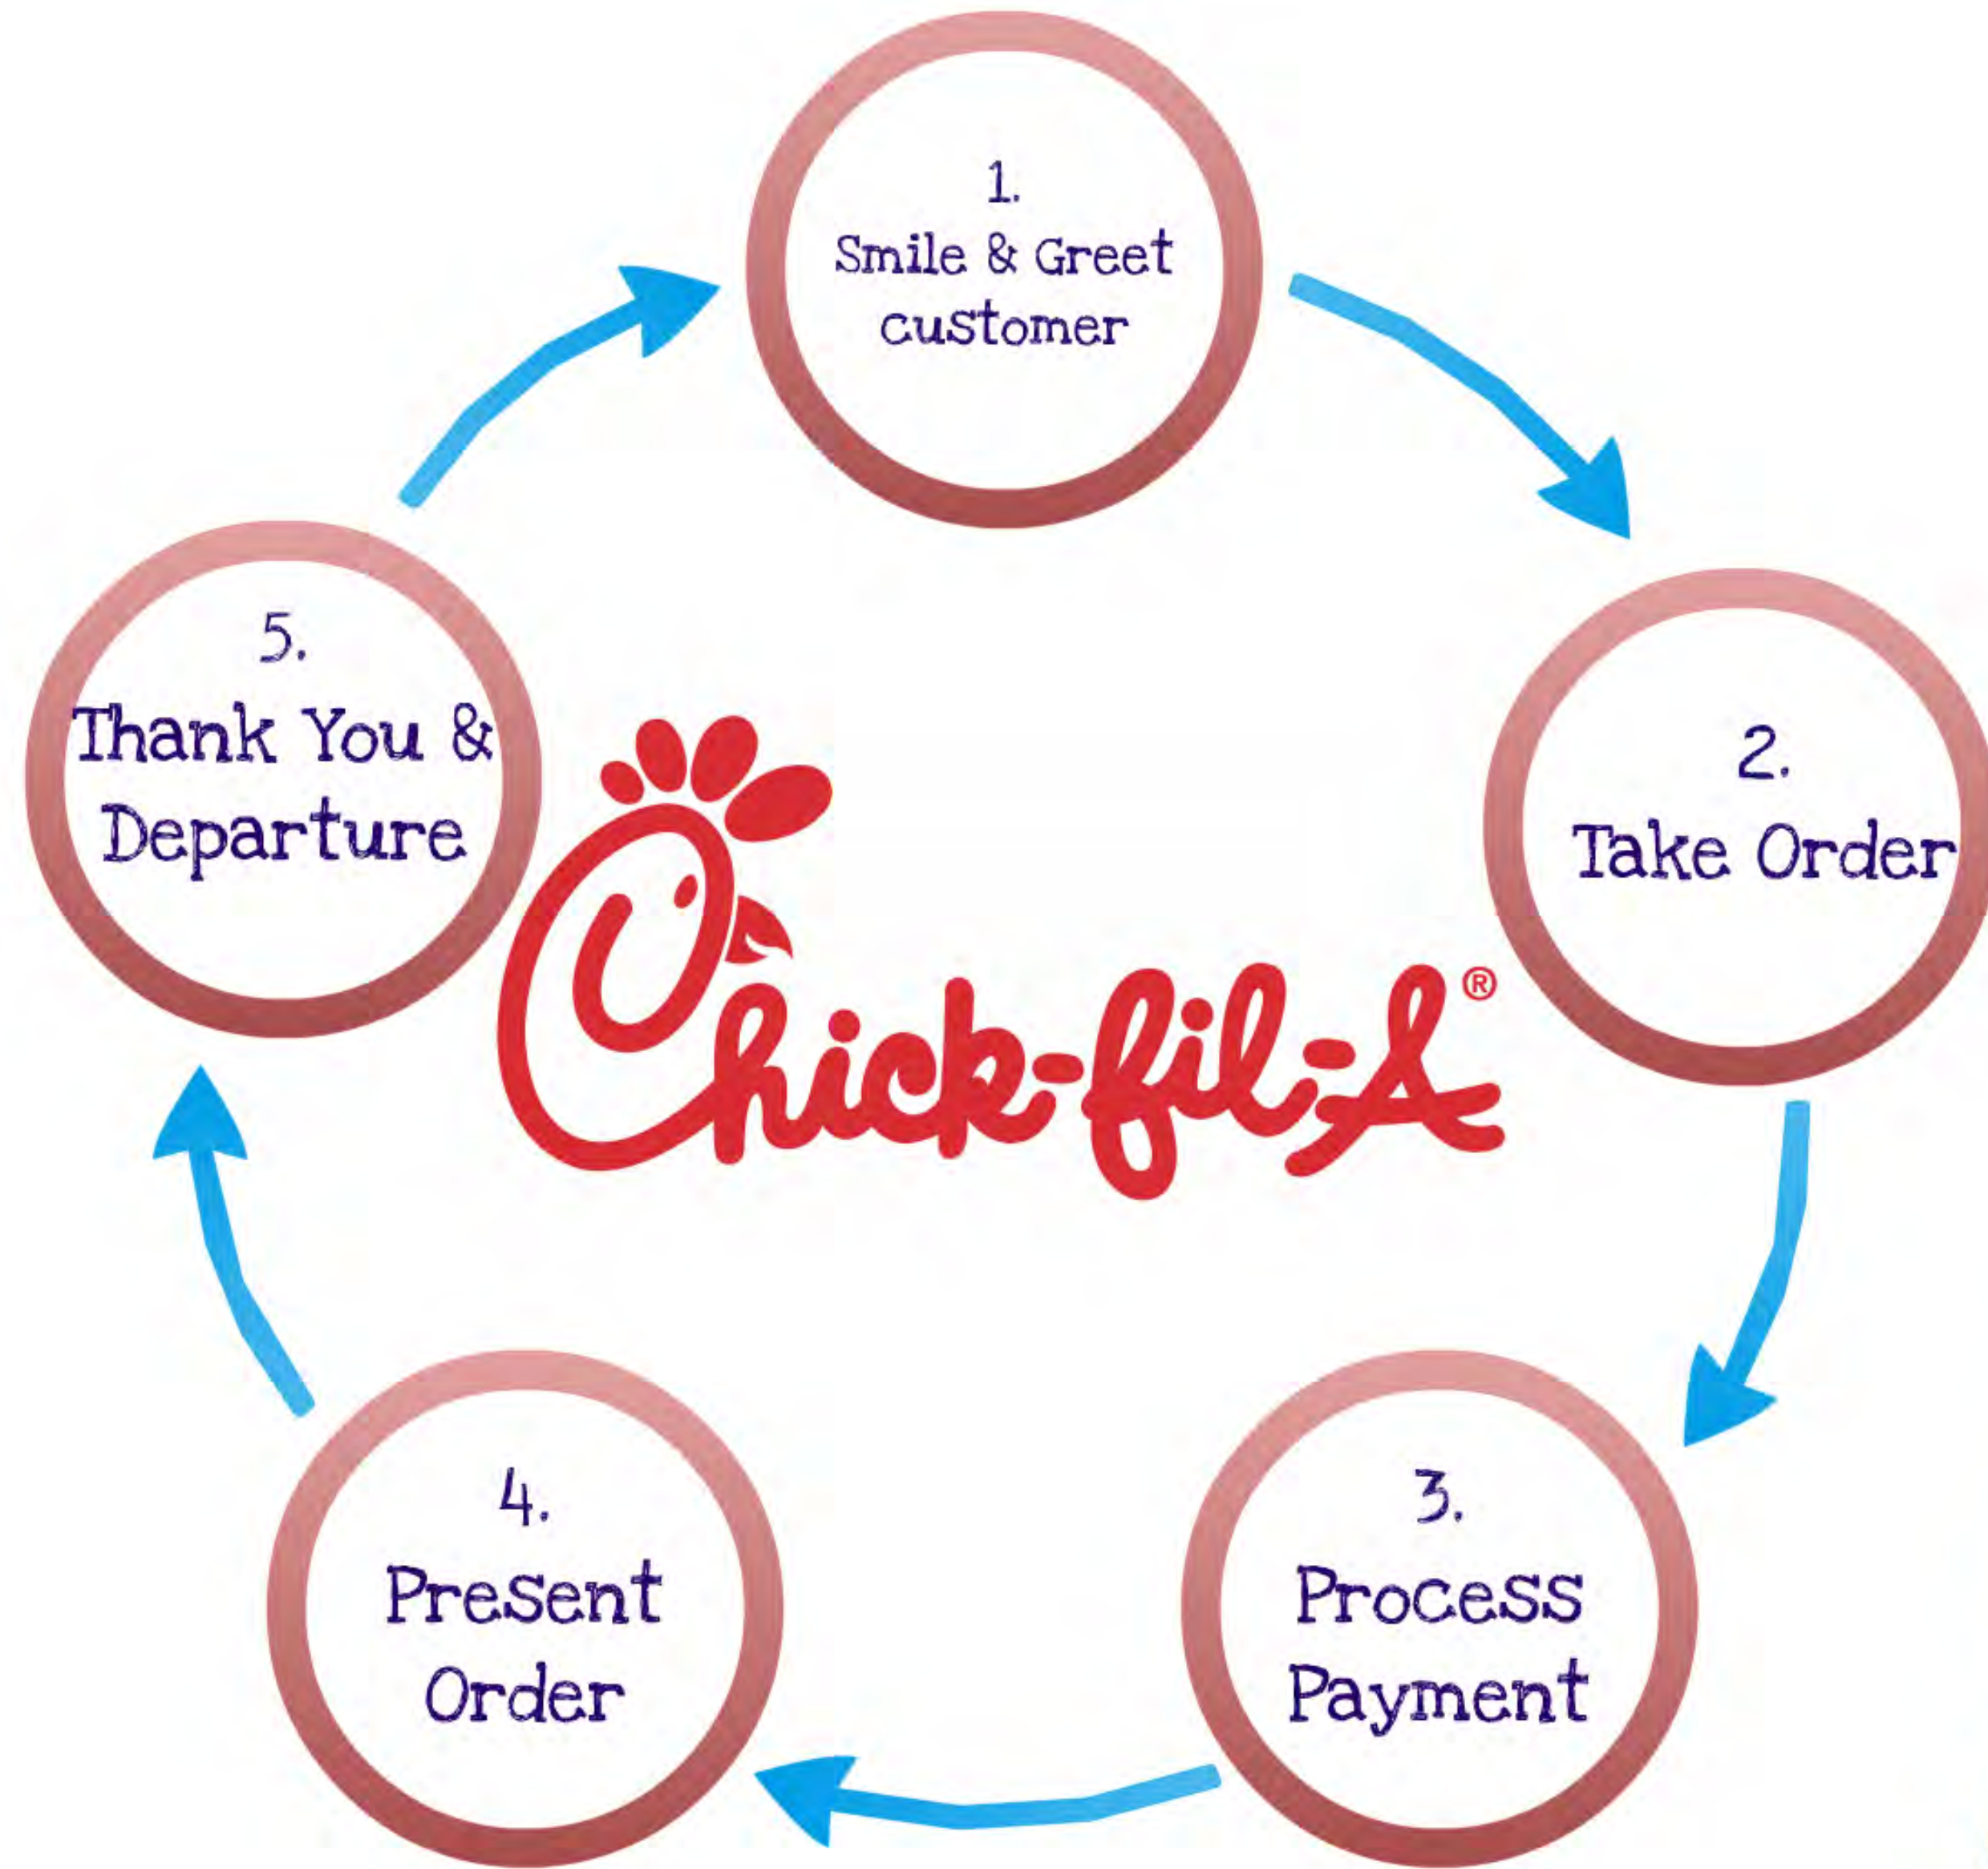 1.
Smile & Greet
customer
2.
Take Order
3.
Process
Payment
4.
Present
Order
5.
Thank You &
Departure
Chick-fil-A®